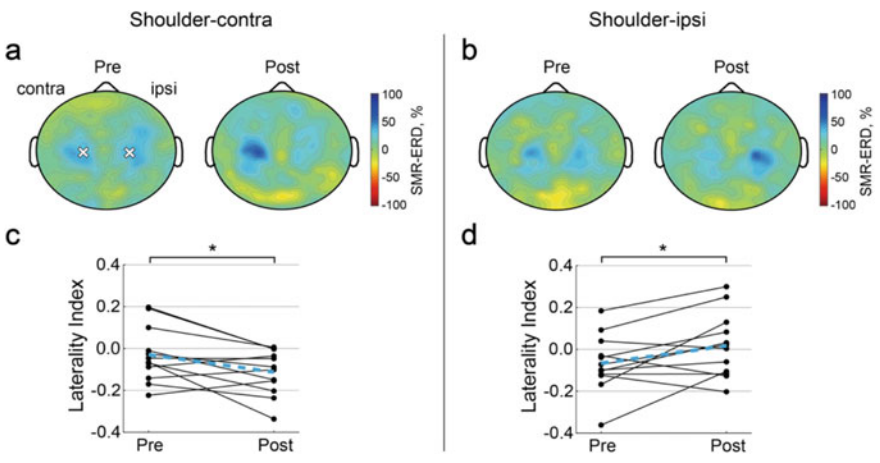 Shoulder-contra
Shoulder-ipsi
a
Pre
Post
contra
ipsi
100
50
0
-50
-100
SMR-ERD, %
b
Pre
Post
100
50
0
-50
-100
SMR-ERD, %
c
*
0.4
0.2
0.0
-0.2
-0.4
Laterality Index
Pre
Post
d
*
0.4
0.2
0.0
-0.2
-0.4
Laterality Index
Pre
Post